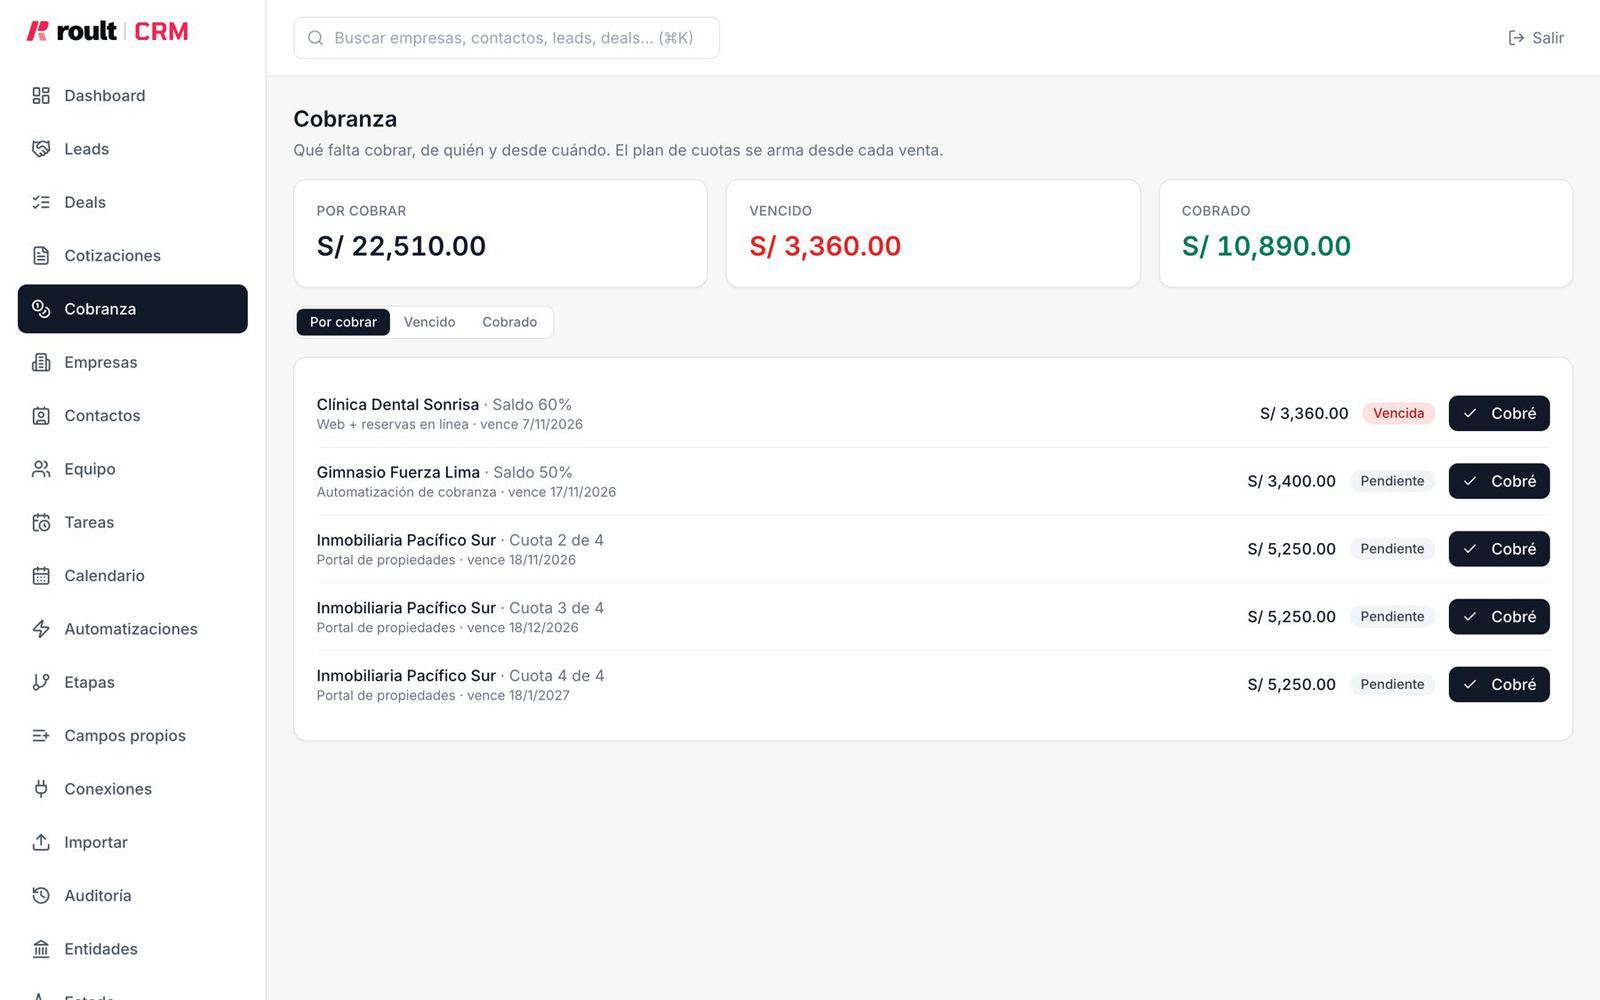 roult CRM
Buscar empresas, contactos, leads, deals... (⌘K)
Salir
Dashboard
Leads
Deals
Cotizaciones
Cobranza
Empresas
Contactos
Equipo
Tareas
Calendario
Automatizaciones
Etapas
Campos propios
Conexiones
Importar
Auditoría
Entidades
Cobranza
Qué falta cobrar, de quién y desde cuándo. El plan de cuotas se arma desde cada venta.
POR COBRAR
S/ 22,510.00
VENCIDO
S/ 3,360.00
COBRADO
S/ 10,890.00
Por cobrar Vencido Cobrado
Clínica Dental Sonrisa · Saldo 60%
Web + reservas en línea · vence 7/11/2026
S/ 3,360.00 Vencida Cobré
Gimnasio Fuerza Lima · Saldo 50%
Automatización de cobranza · vence 17/11/2026
S/ 3,400.00 Pendiente Cobré
Inmobiliaria Pacífico Sur · Cuota 2 de 4
Portal de propiedades · vence 18/11/2026
S/ 5,250.00 Pendiente Cobré
Inmobiliaria Pacífico Sur · Cuota 3 de 4
Portal de propiedades · vence 18/12/2026
S/ 5,250.00 Pendiente Cobré
Inmobiliaria Pacífico Sur · Cuota 4 de 4
Portal de propiedades · vence 18/1/2027
S/ 5,250.00 Pendiente Cobré